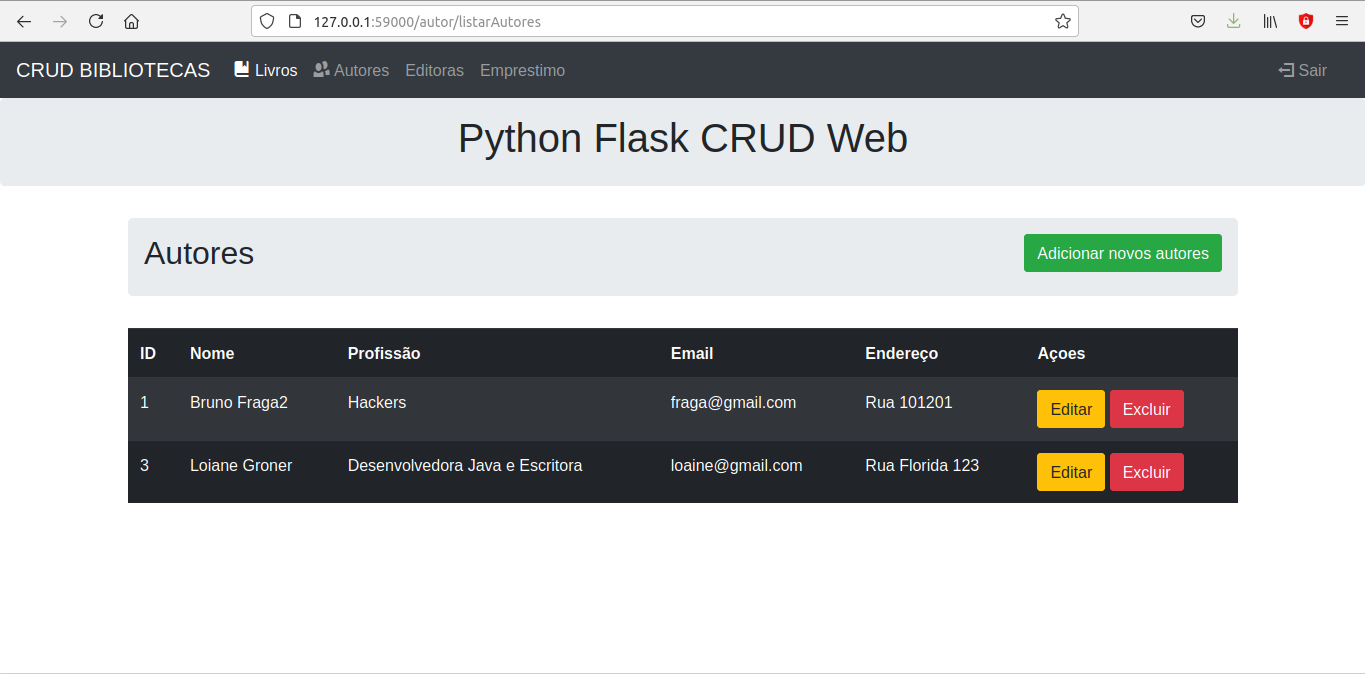 127.0.0.1:59000/autor/listarAutores
CRUD BIBLIOTECAS Livros Autores Editoras Emprestimo Sair
Python Flask CRUD Web
Autores Adicionar novos autores
ID Nome Profissão Email Endereço Açoes
1 Bruno Fraga2 Hackers fraga@gmail.com Rua 101201 Editar Excluir
3 Loiane Groner Desenvolvedora Java e Escritora loaine@gmail.com Rua Florida 123 Editar Excluir